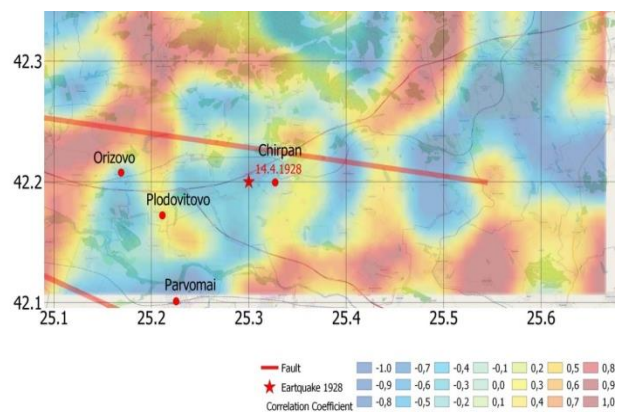 42.3
Chirpan
Orizovo
14.4.1928
42.2
Plodovitovo
Parvomai
42.1
25.1 25.2 25.3 25.4 25.5 25.6
Fault -1.0 -0,7 -0,4 -0,1 0,2 0,5 0,8
Eartquake 1928 -0,9 -0,6 -0,3 0,0 0,3 0,6 0,9
Correlation Coefficient -0,8 -0,5 -0,2 0,1 0,4 0,7 1,0